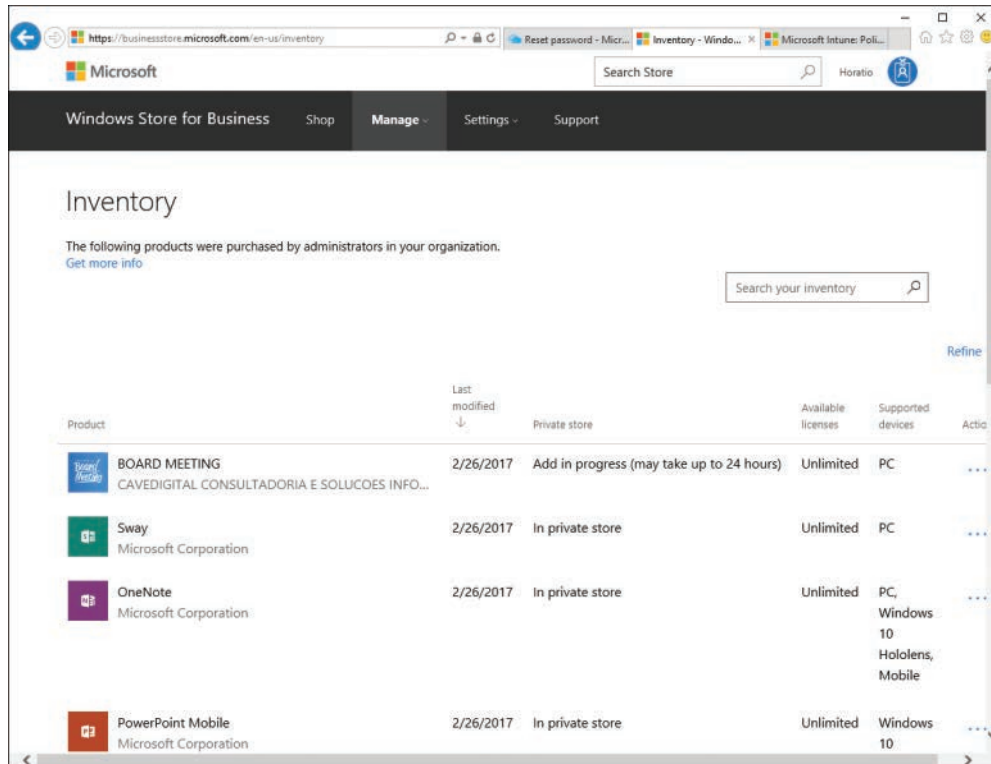 https://businessstore.microsoft.com/en-us/inventory
Reset password - Micr...
Inventory - Windo...
Microsoft Intune: Poli...
Microsoft
Search Store
Horatio
Windows Store for Business
Shop
Manage
Settings
Support
Inventory
The following products were purchased by administrators in your organization.
Get more info
Search your inventory
Refine
Product
Last
modified
Private store
Available
licenses
Supported
devices
Actio
Board
Meeting
BOARD MEETING
CAVEDIGITAL CONSULTADORIA E SOLUCOES INFO...
2/26/2017
Add in progress (may take up to 24 hours)
Unlimited
PC
...
Sway
Microsoft Corporation
2/26/2017
In private store
Unlimited
PC
...
OneNote
Microsoft Corporation
2/26/2017
In private store
Unlimited
PC,
Windows
10
Hololens,
Mobile
...
PowerPoint Mobile
Microsoft Corporation
2/26/2017
In private store
Unlimited
Windows
10
...